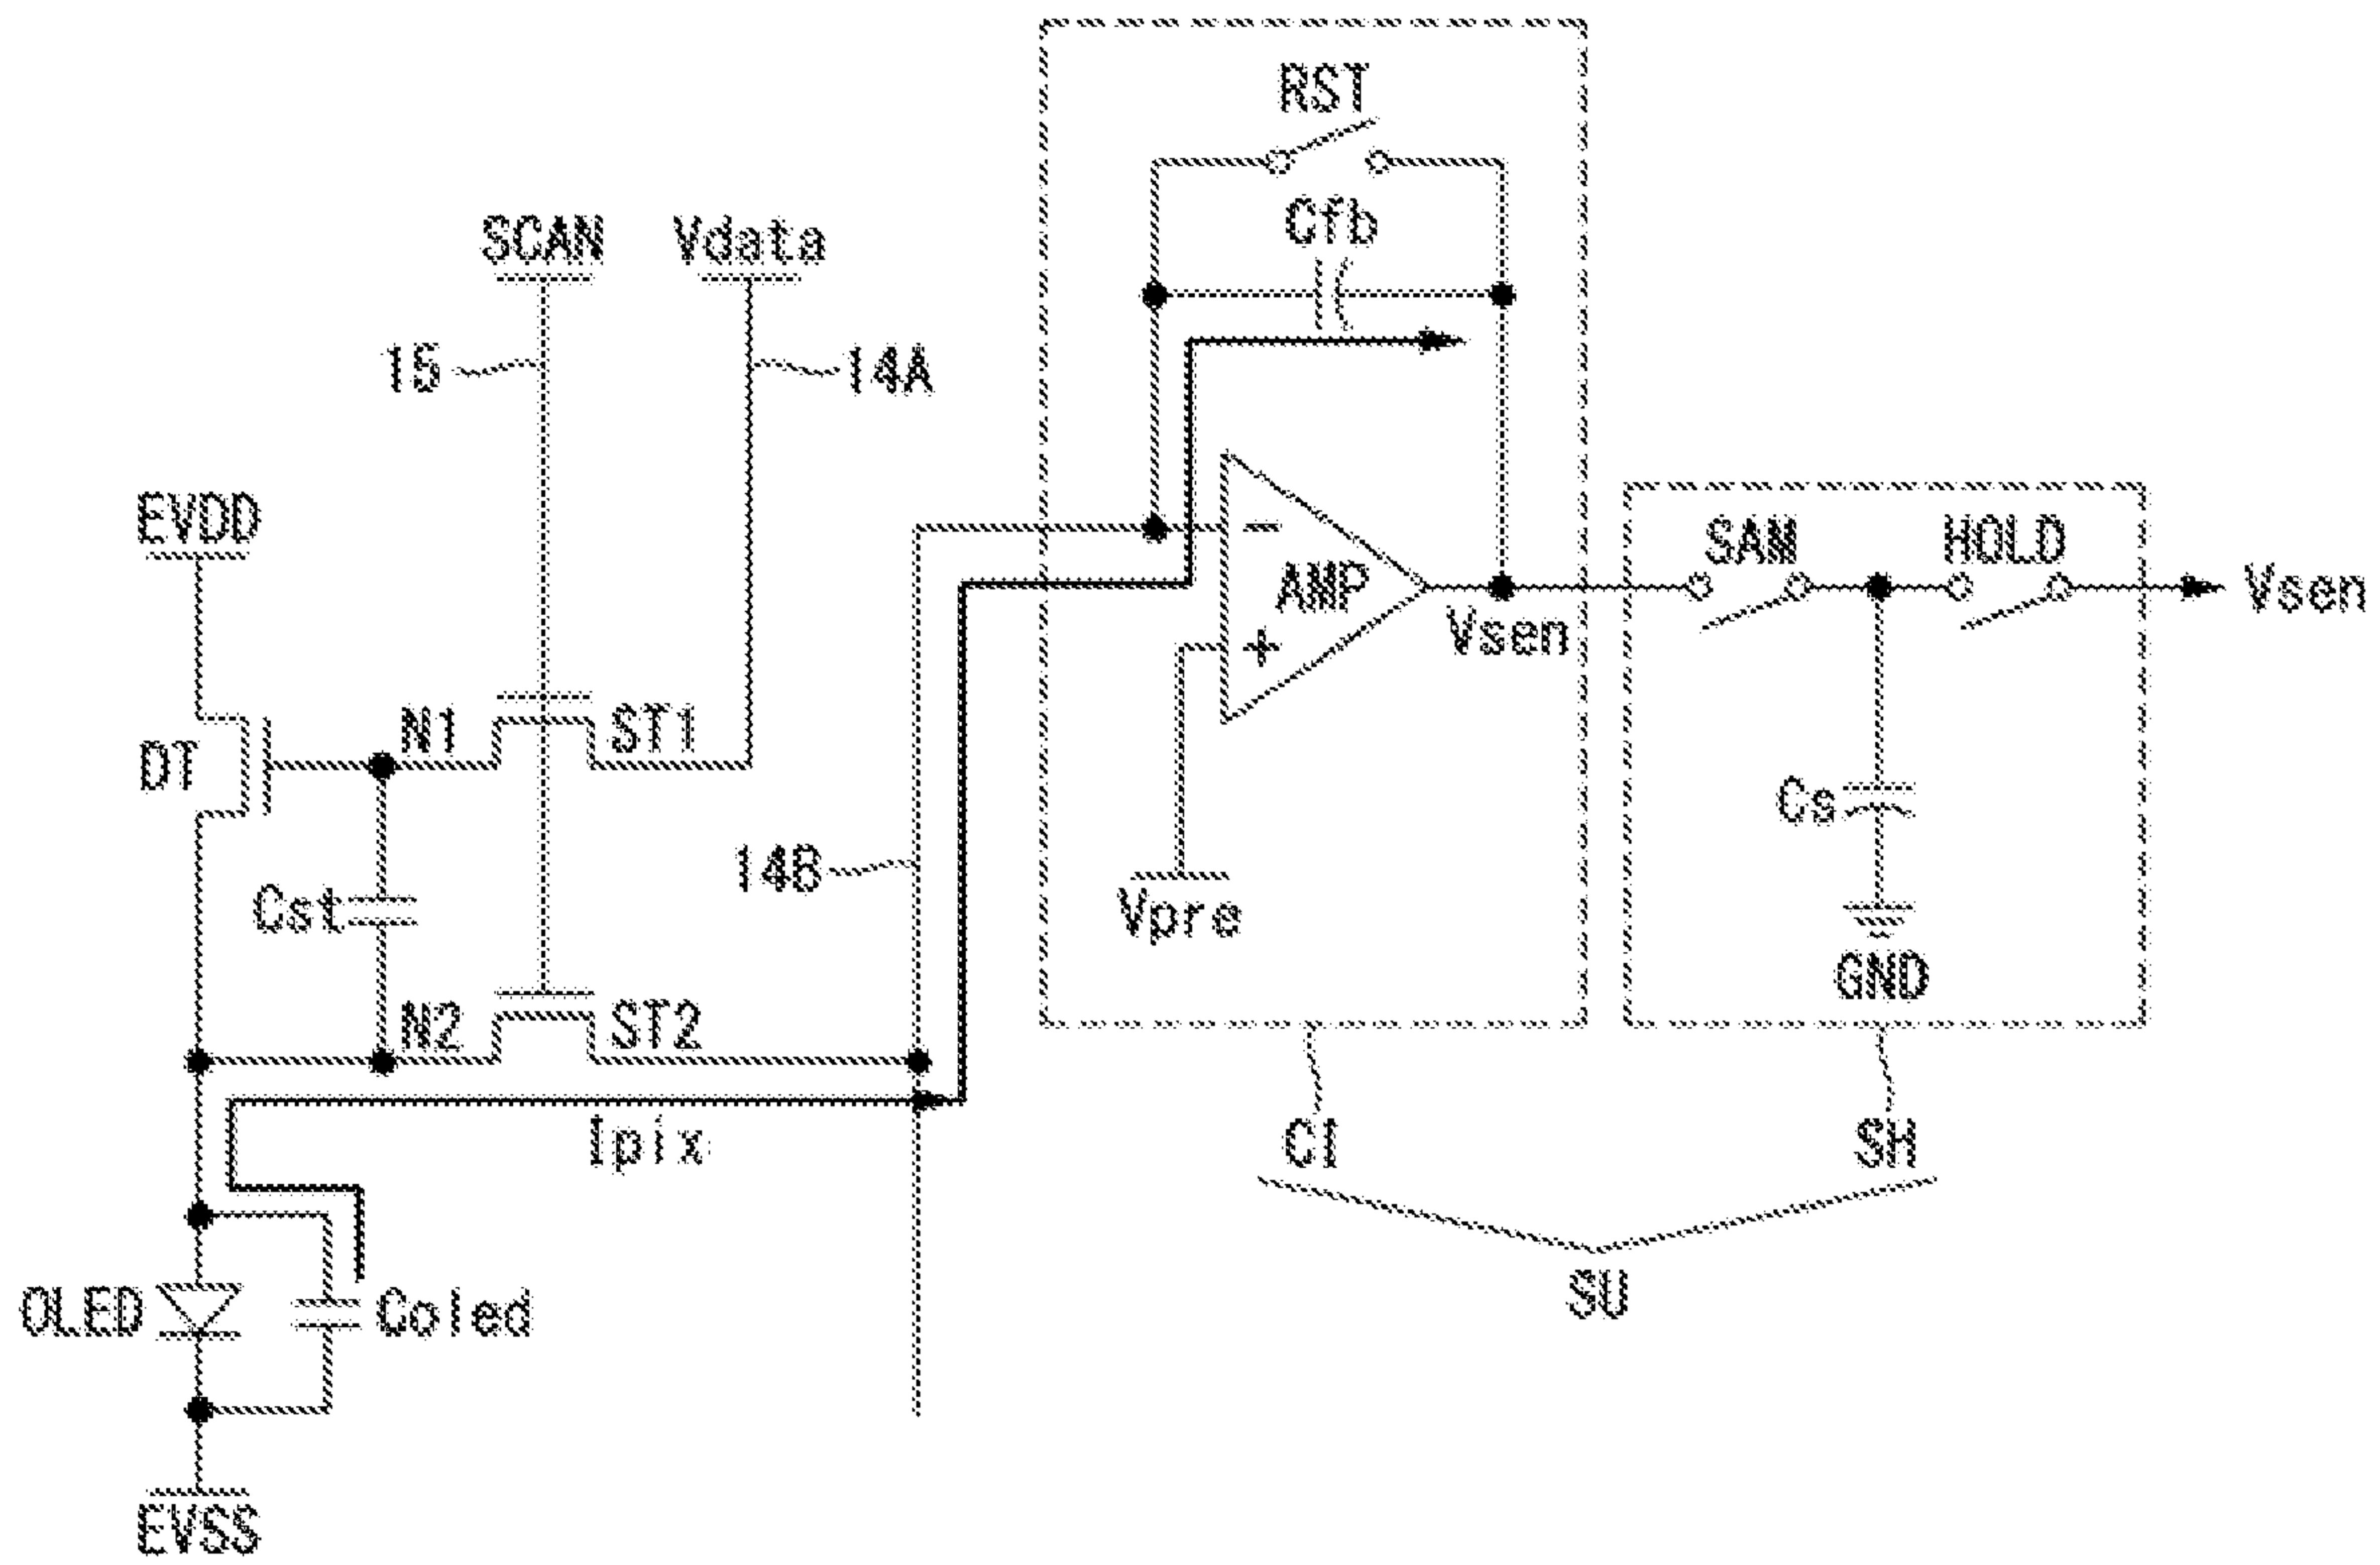 RST
Cfb
SCAN
Vdata
15
14A
EVDD
SAM
HOLD
AMP
Vsen
Vsen
N1
ST1
DT
Cs
14B
Cst
Vpre
GND
N2
ST2
Ipix
CI
SH
SU
OLED
Coled
EVSS
−
+